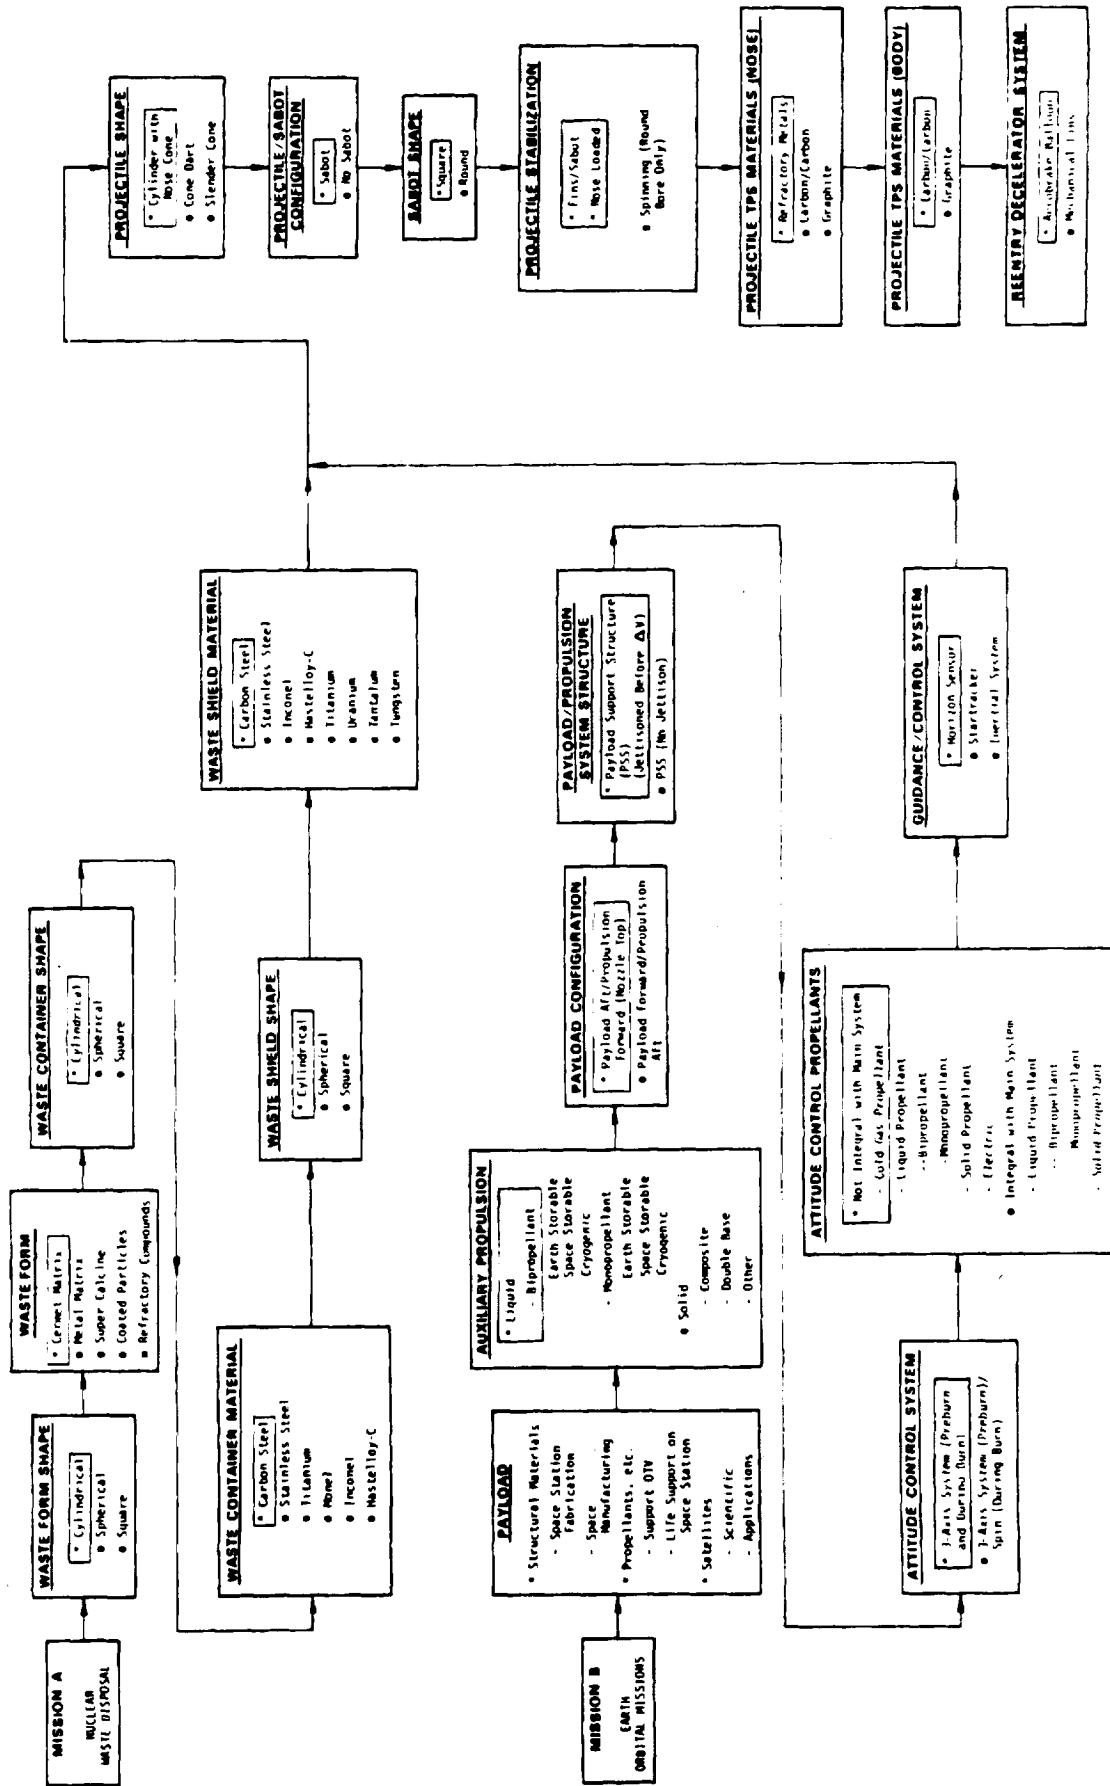 MISSION A
NUCLEAR
WASTE DISPOSAL
WASTE FORM SHAPE
* Cylindrical
● Spherical
● Square
WASTE FORM
* Cermet Matrix
● Metal Matrix
● Super Calcine
● Coated Particles
■ Refractory Compounds
WASTE CONTAINER SHAPE
* Cylindrical
● Spherical
● Square
WASTE CONTAINER MATERIAL
* Carbon Steel
● Stainless Steel
● Titanium
● Monel
● Inconel
● Hastelloy-C
WASTE SHIELD SHAPE
* Cylindrical
● Spherical
● Square
WASTE SHIELD MATERIAL
* Carbon Steel
● Stainless Steel
● Inconel
● Hastelloy-C
● Titanium
● Uranium
● Tantalum
● Tungsten
MISSION B
EARTH
ORBITAL MISSIONS
PAYLOAD
* Structural Materials
- Space Station
Fabrication
- Space
Manufacturing
* Propellants, etc.
- Support OTV
- Life Support on
Space Station
* Satellites
- Scientific
- Applications
AUXILIARY PROPULSION
* Liquid
- Bipropellant
Earth Storable
Space Storable
Cryogenic
- Monopropellant
Earth Storable
Space Storable
Cryogenic
● Solid
- Composite
- Double Base
- Other
PAYLOAD CONFIGURATION
* Payload Aft/Propulsion
Forward (Nozzle Top)
● Payload Forward/Propulsion
Aft
PAYLOAD/PROPULSION
SYSTEM STRUCTURE
* Payload Support Structure
(PSS)
(Jettisoned Before ΔV)
● PSS (No Jettison)
ATTITUDE CONTROL SYSTEM
* 3-Axis System (Preburn
and During Burn)
● 3-Axis System (Preburn)/
Spin (During Burn)
ATTITUDE CONTROL PROPELLANTS
* Not Integral with Main System
- Cold Gas Propellant
- Liquid Propellant
--Bipropellant
-Monopropellant
- Solid Propellant
- Electric
● Integral with Main System
- Liquid Propellant
-- Bipropellant
Monopropellant
- Solid Propellant
GUIDANCE/CONTROL SYSTEM
* Horizon Sensor
● Startracker
● Inertial System
PROJECTILE SHAPE
* Cylinder with
Nose Cone
● Cone Dart
● Slender Cone
PROJECTILE/SABOT
CONFIGURATION
* Sabot
● No Sabot
SABOT SHAPE
* Square
● Round
PROJECTILE STABILIZATION
* Fins/Sabot
* Nose Loaded
● Spinning (Round
Bore Only)
PROJECTILE TPS MATERIALS (NOSE)
* Refractory Metals
● Carbon/Carbon
● Graphite
PROJECTILE TPS MATERIALS (BODY)
* Carbon/Carbon
● Graphite
REENTRY DECELERATOR SYSTEM
* Aerobrake Balloon
● Mechanical Fins